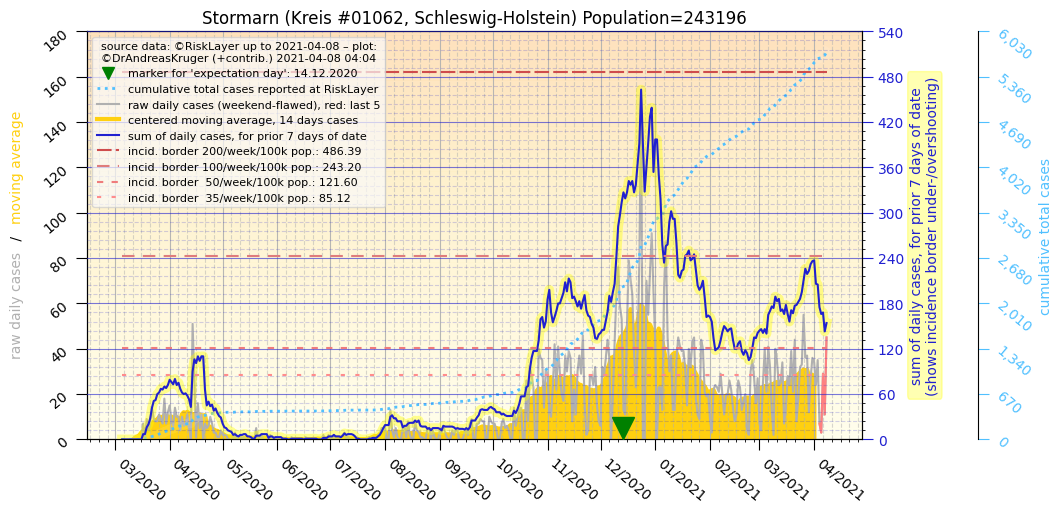 Stormarn (Kreis #01062, Schleswig-Holstein) Population=243196
source data: ©RiskLayer up to 2021-04-08 – plot:
©DrAndreasKruger (+contrib.) 2021-04-08 04:04
marker for 'expectation day': 14.12.2020
cumulative total cases reported at RiskLayer
raw daily cases (weekend-flawed), red: last 5
centered moving average, 14 days cases
sum of daily cases, for prior 7 days of date
incid. border 200/week/100k pop.: 486.39
incid. border 100/week/100k pop.: 243.20
incid. border  50/week/100k pop.: 121.60
incid. border  35/week/100k pop.: 85.12
raw daily cases / moving average
180
160
140
120
100
80
60
40
20
0
03/2020
04/2020
05/2020
06/2020
07/2020
08/2020
09/2020
10/2020
11/2020
12/2020
01/2021
02/2021
03/2021
04/2021
540
480
420
360
300
240
180
120
60
0
sum of daily cases, for prior 7 days of date
(shows incidence border under-/overshooting)
6,030
5,360
4,690
4,020
3,350
2,680
2,010
1,340
670
0
cumulative total cases